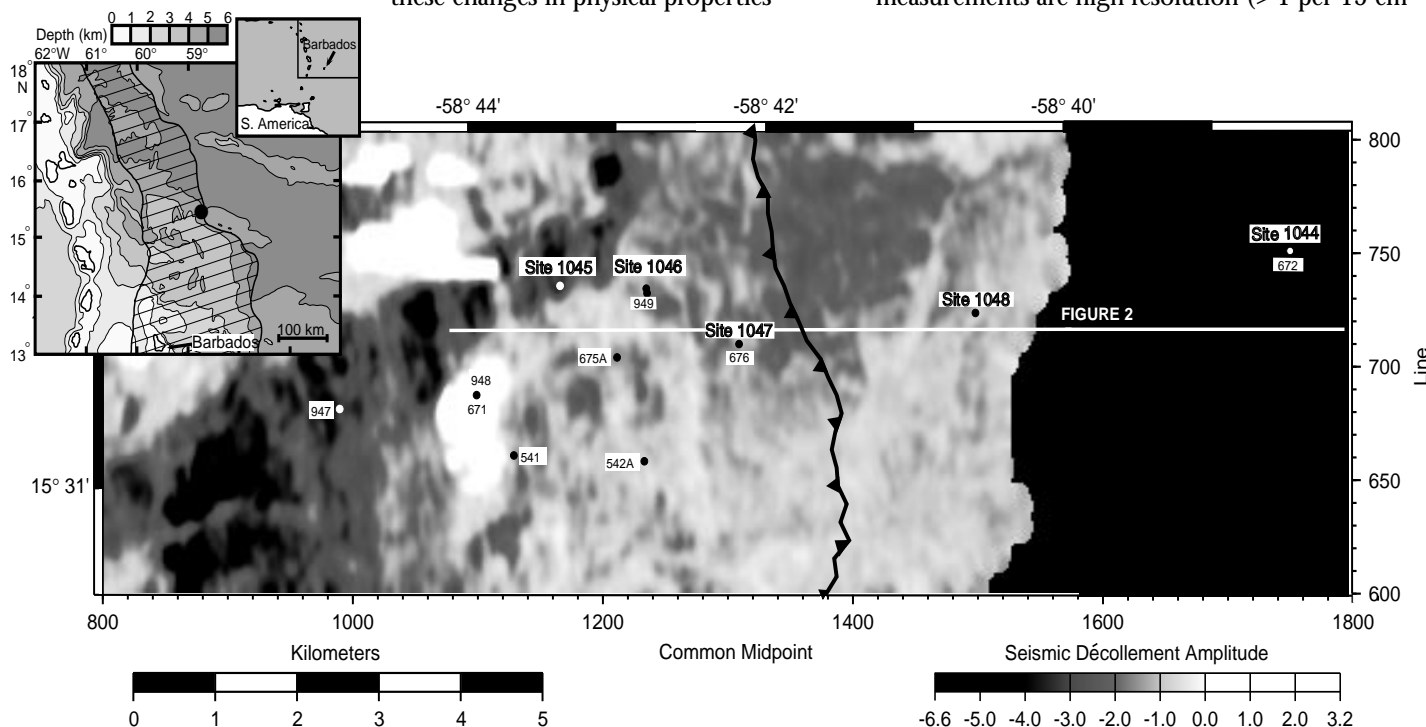 these changes in physical properties
measurements are high resolution (> 1 per 15 cm
0 1 2 3 4 5 6
Depth (km)
62°W 61° 60° 59°
18° N
17°
16°
15°
14°
13°
Barbados
S. America
100 km
Barbados
-58° 44' -58° 42' -58° 40'
800
750
700
650
600
Line
Site 1044
672
Site 1045 Site 1046
949
Site 1048
FIGURE 2
Site 1047
676
675A
948
671
947
541
542A
15° 31'
800 1000 1200 1400 1600 1800
Kilometers
0 1 2 3 4 5
Common Midpoint
Seismic Décollement Amplitude
-6.6 -5.0 -4.0 -3.0 -2.0 -1.0 0.0 1.0 2.0 3.2